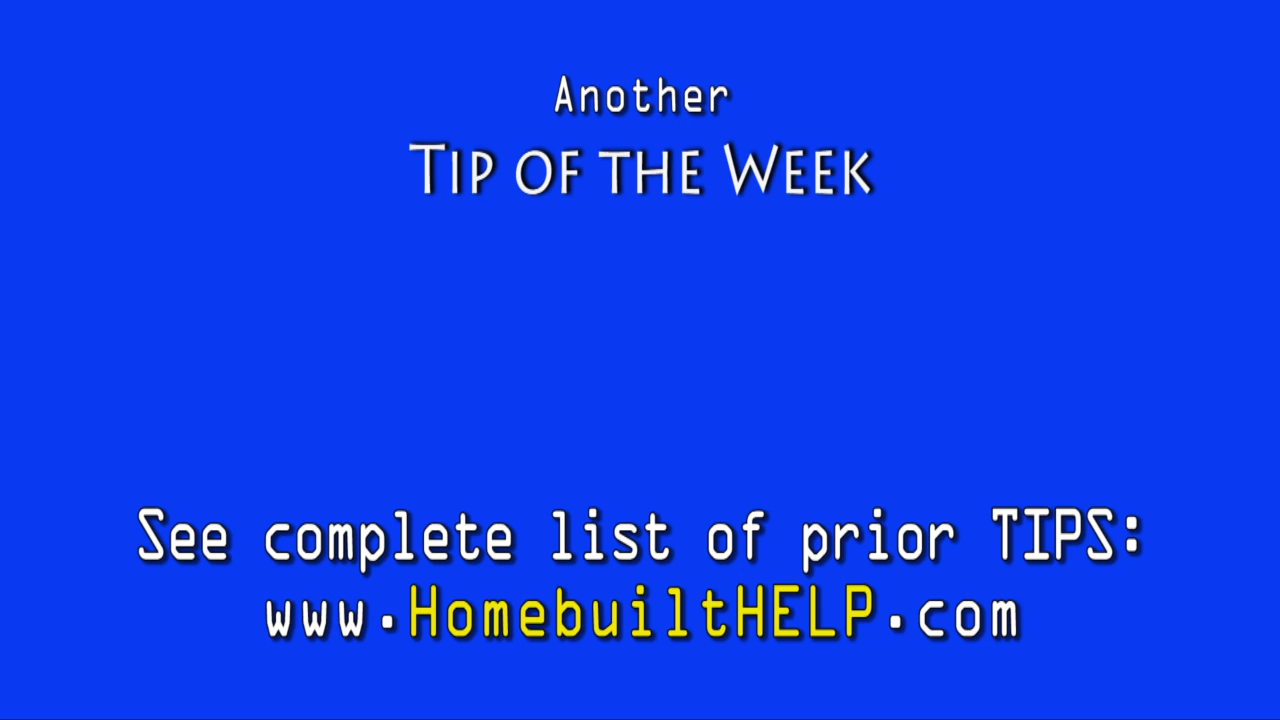 Another
Tip of the Week
See complete list of prior TIPS:
www.HomebuiltHELP.com